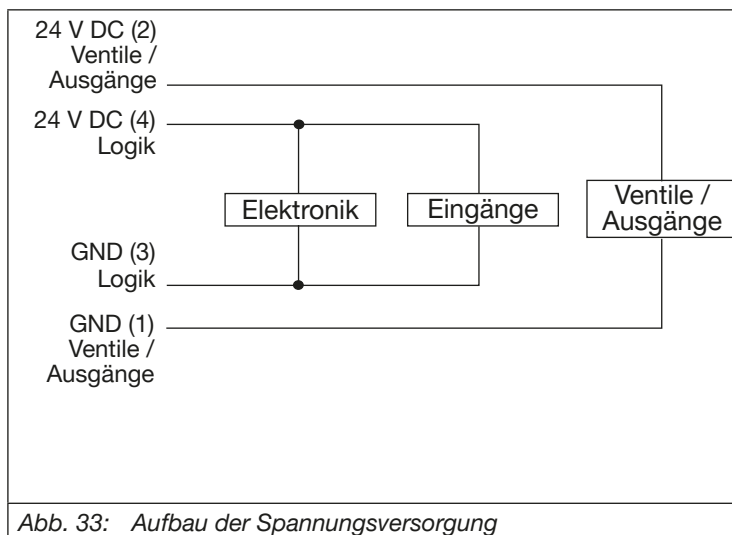 24 V DC (2)
Ventile /
Ausgänge
24 V DC (4)
Logik
Elektronik
Eingänge
Ventile /
Ausgänge
GND (3)
Logik
GND (1)
Ventile /
Ausgänge
Abb. 33: Aufbau der Spannungsversorgung